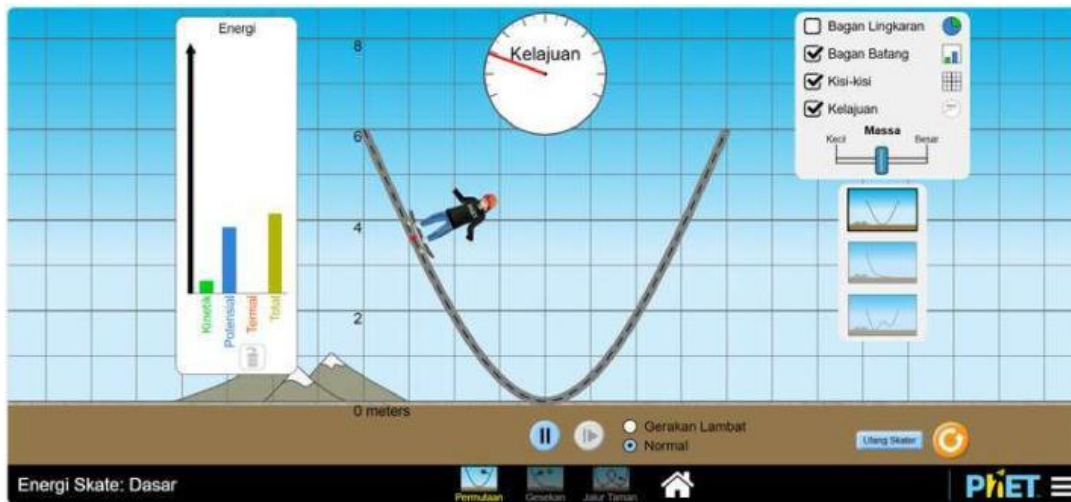 Energi
Kinetik
Potensial
Termal
Total
8
6
4
2
0 meters
Kelajuan
Bagan Lingkaran
Bagan Batang
Kisi-kisi
Kelajuan
Massa
Kecil
Besar
Gerakan Lambat
Normal
Ulang Skater
Energi Skate: Dasar
Permulaan
Gesekan
Jalur Taman
PhET